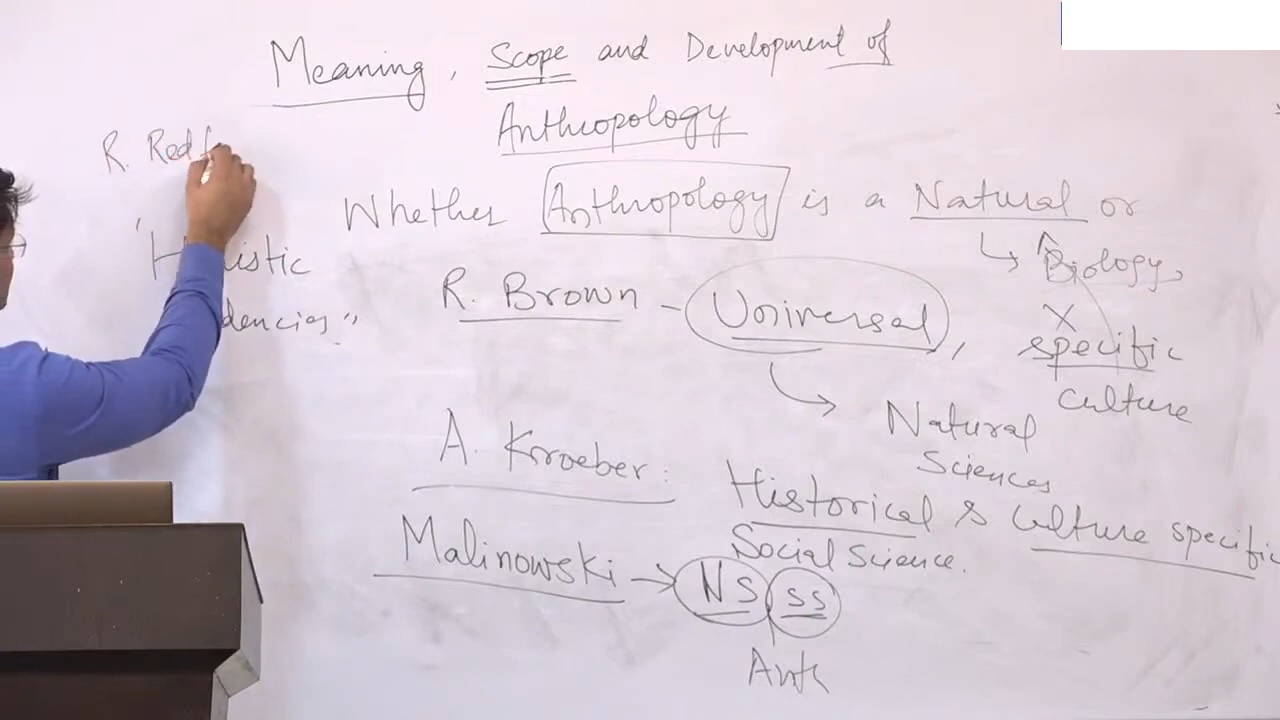 Meaning, Scope and Development of
Anthropology
R. Red
Whether Anthropology is a Natural or
Biology,
"H istic
dencies"
R. Brown - Universal, X specific
culture
Natural
Sciences
A. Kroeber: Historical & Culture specific
Social Science.
Malinowski → NS SS
Anth